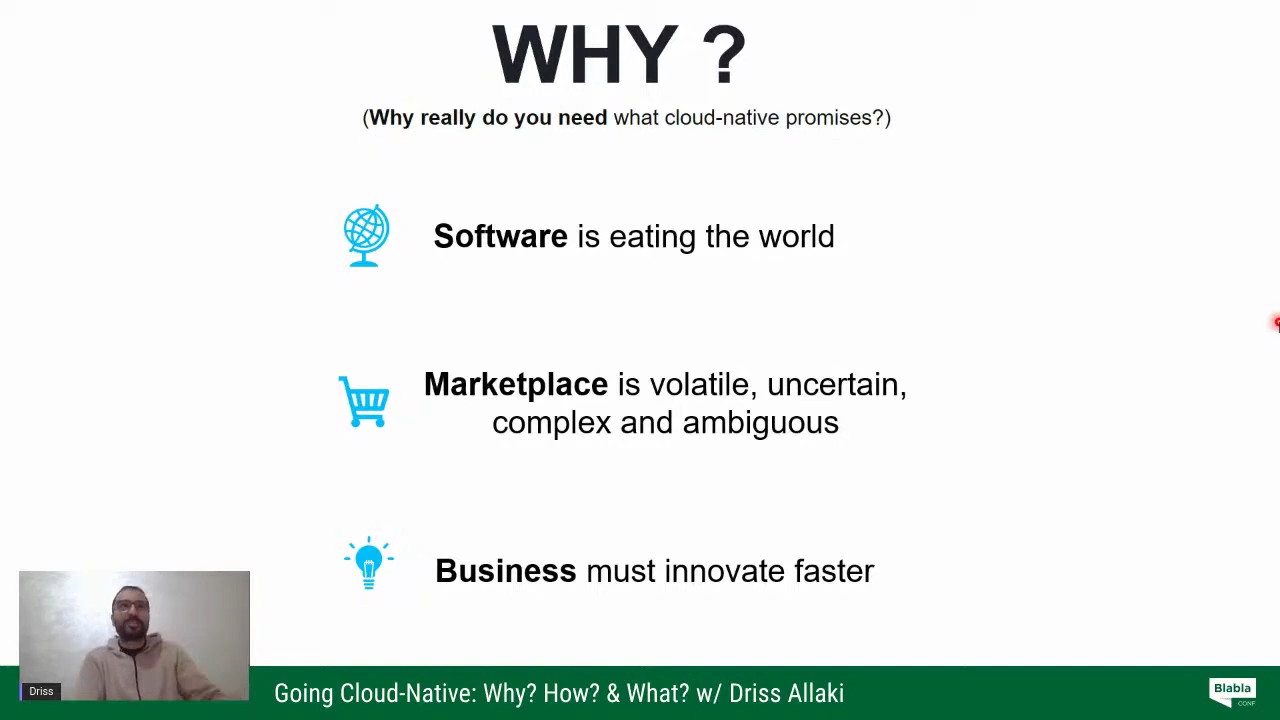 WHY ?
(Why really do you need what cloud-native promises?)
Software is eating the world
Marketplace is volatile, uncertain,
complex and ambiguous
Business must innovate faster
Driss
Going Cloud-Native: Why? How? & What? w/ Driss Allaki
Blabla
CONF